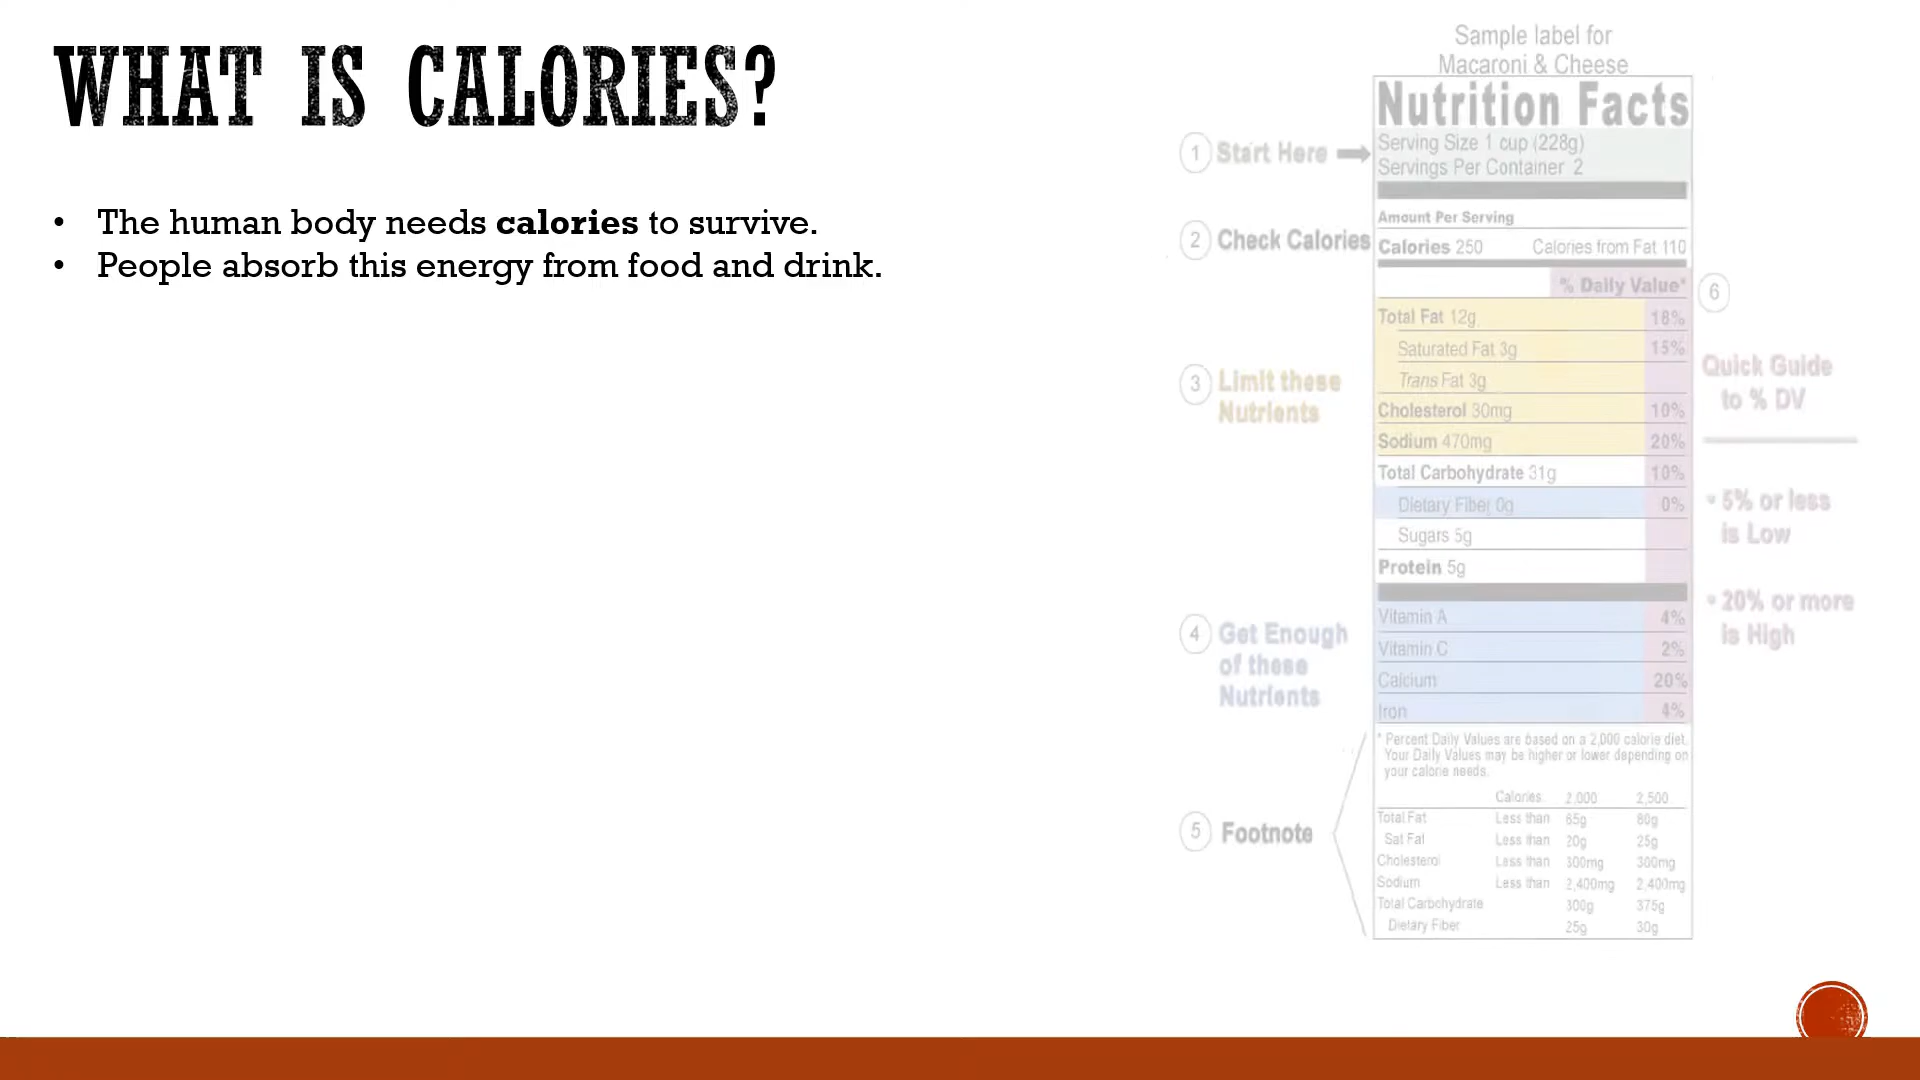 WHAT IS CALORIES?
• The human body needs calories to survive.
• People absorb this energy from food and drink.
Sample label for
Macaroni & Cheese
Nutrition Facts
1 Start Here
Serving Size 1 cup (228g)
Servings Per Container 2
Amount Per Serving
2 Check Calories
Calories 250 Calories from Fat 110
% Daily Value*
6
Total Fat 12g 18%
Saturated Fat 3g 15%
Trans Fat 3g
3 Limit these
Nutrients
Cholesterol 30mg 10%
Sodium 470mg 20%
Total Carbohydrate 31g 10%
Dietary Fiber 0g 0%
Sugars 5g
Protein 5g
Quick Guide
to % DV
• 5% or less
is Low
• 20% or more
is High
4 Get Enough
of these
Nutrients
Vitamin A 4%
Vitamin C 2%
Calcium 20%
Iron 4%
* Percent Daily Values are based on a 2,000 calorie diet.
Your Daily Values may be higher or lower depending on
your calorie needs.
5 Footnote
Calories 2,000 2,500
Total Fat Less than 65g 80g
Sat Fat Less than 20g 25g
Cholesterol Less than 300mg 300mg
Sodium Less than 2,400mg 2,400mg
Total Carbohydrate 300g 375g
Dietary Fiber 25g 30g